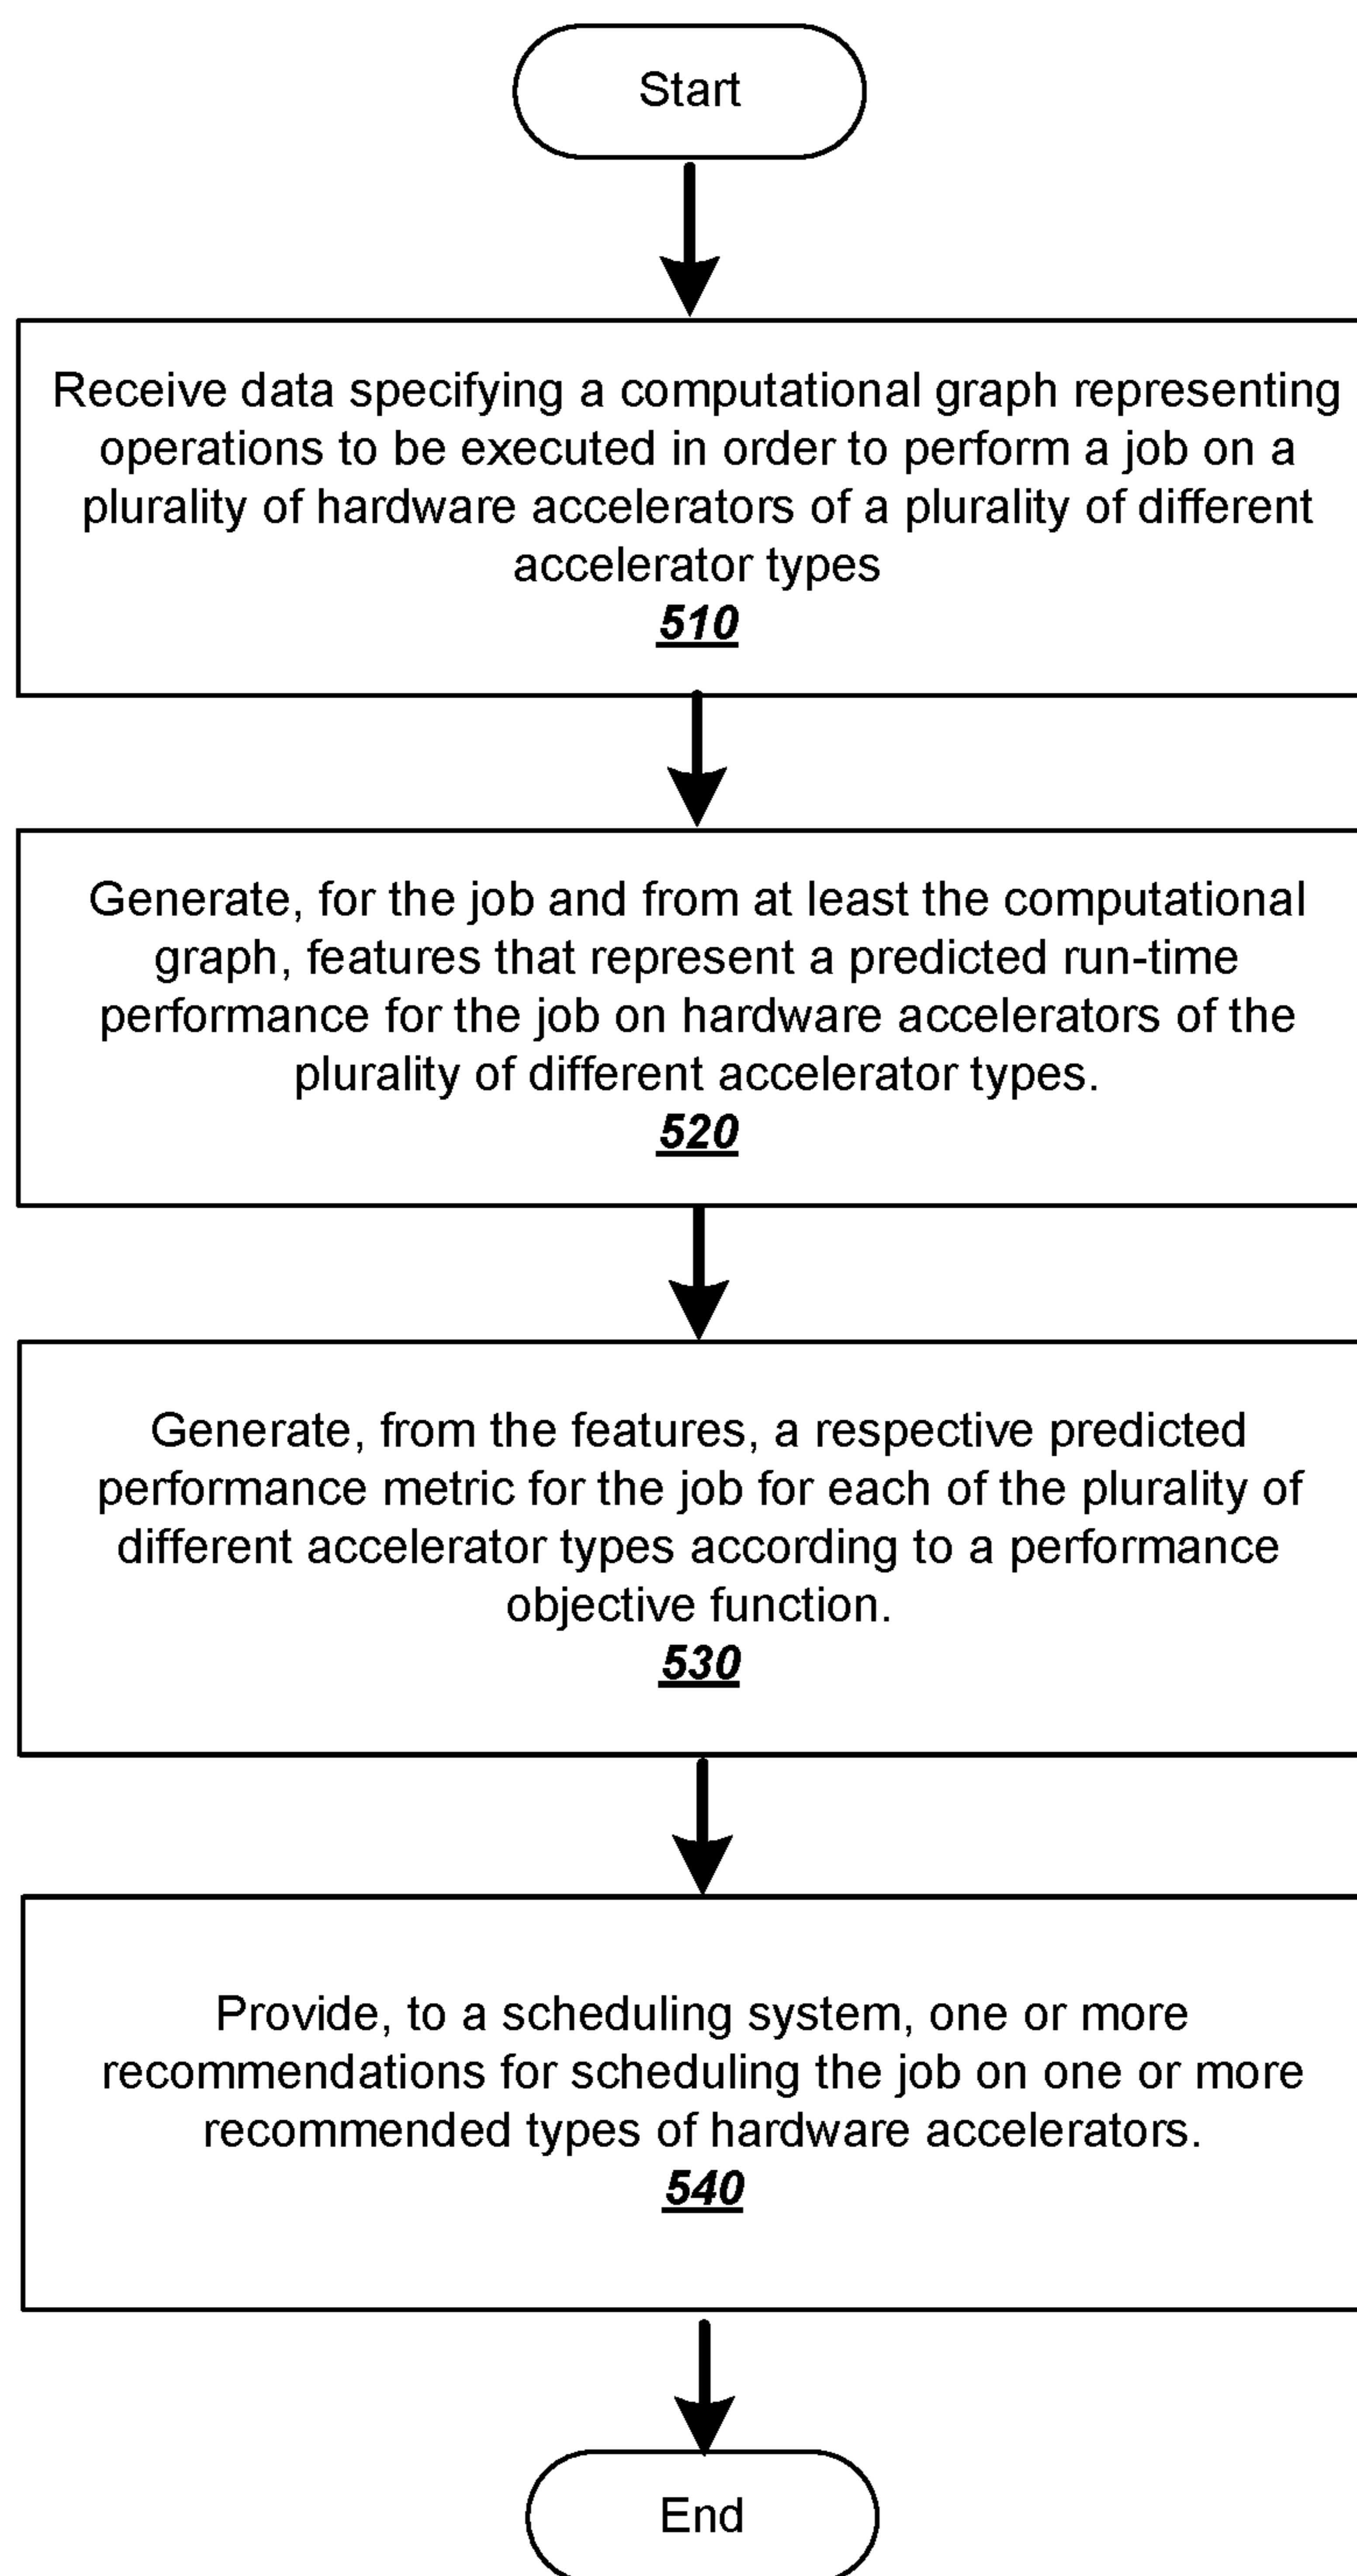 Start
Receive data specifying a computational graph representing
operations to be executed in order to perform a job on a
plurality of hardware accelerators of a plurality of different
accelerator types
510
Generate, for the job and from at least the computational
graph, features that represent a predicted run-time
performance for the job on hardware accelerators of the
plurality of different accelerator types.
520
Generate, from the features, a respective predicted
performance metric for the job for each of the plurality of
different accelerator types according to a performance
objective function.
530
Provide, to a scheduling system, one or more
recommendations for scheduling the job on one or more
recommended types of hardware accelerators.
540
End